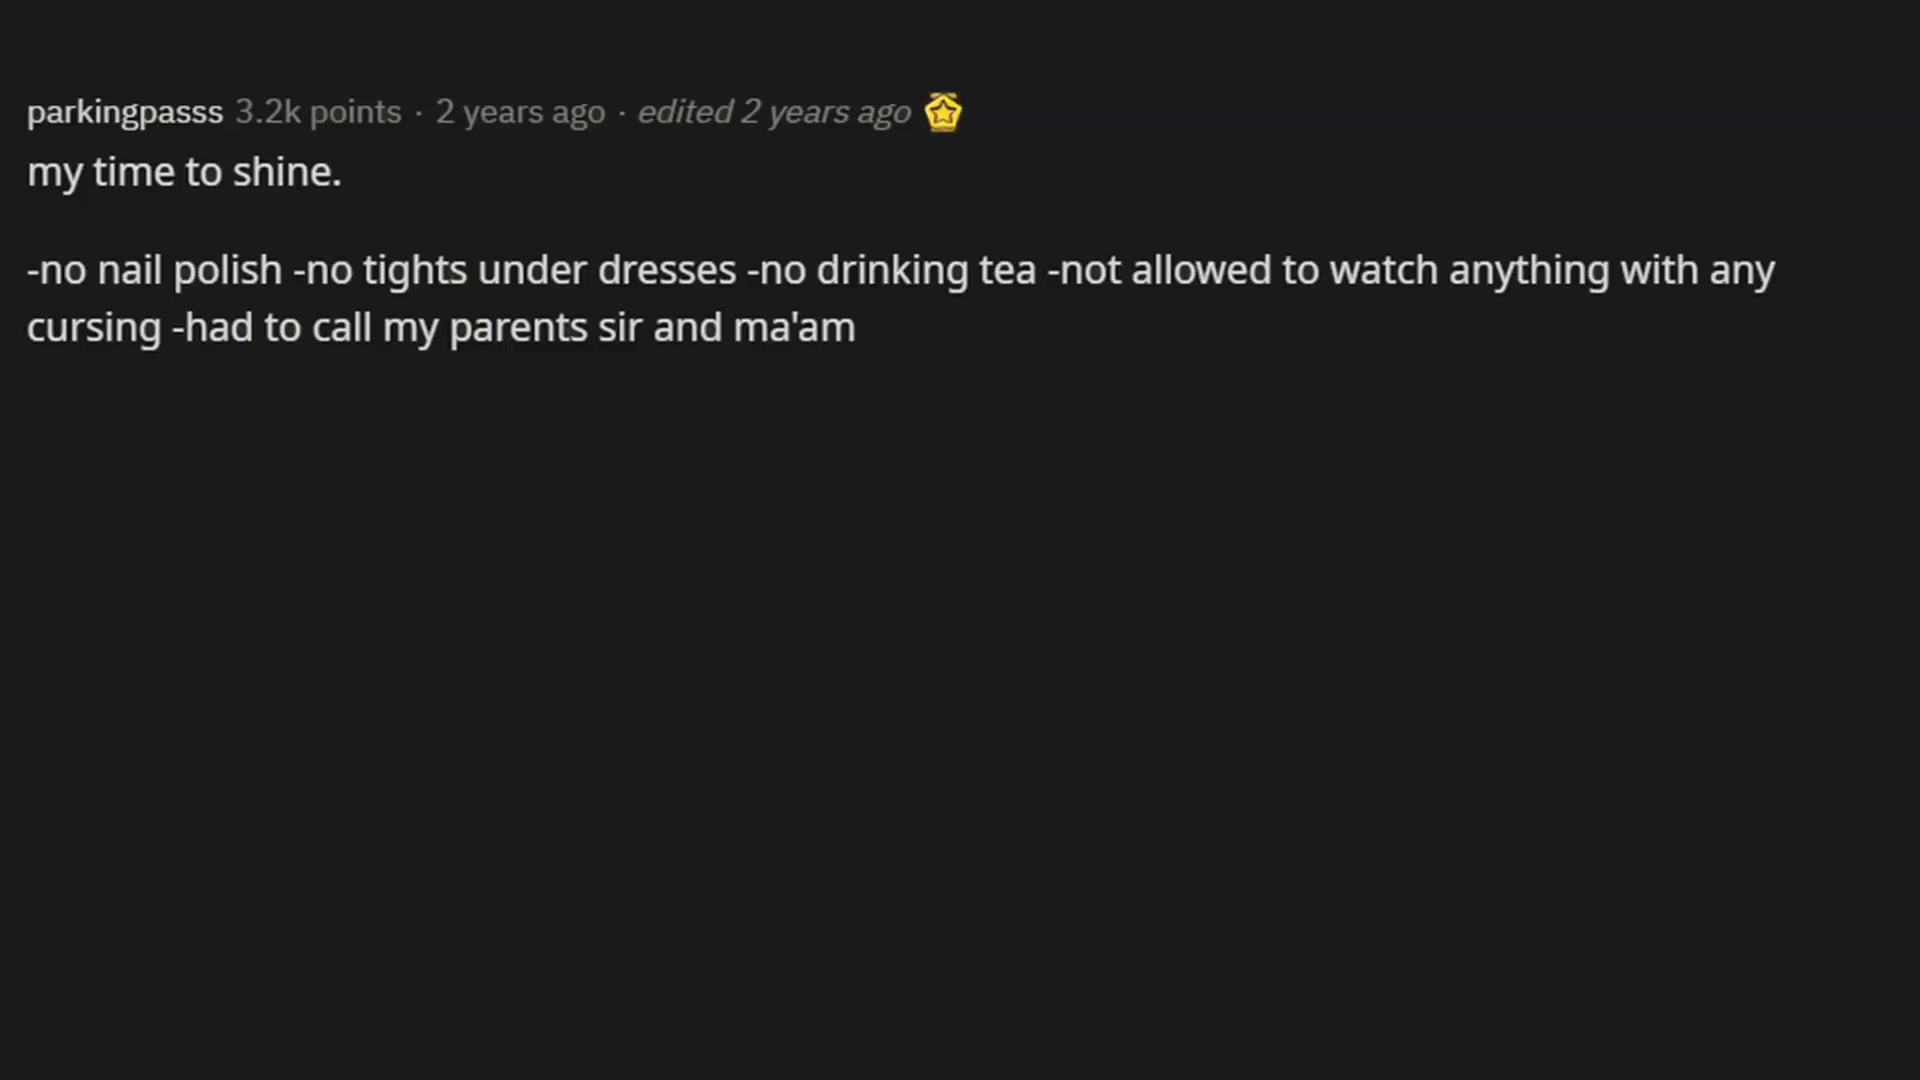 parkingpasss 3.2k points · 2 years ago · edited 2 years ago
my time to shine.
-no nail polish -no tights under dresses -no drinking tea -not allowed to watch anything with any
cursing -had to call my parents sir and ma'am